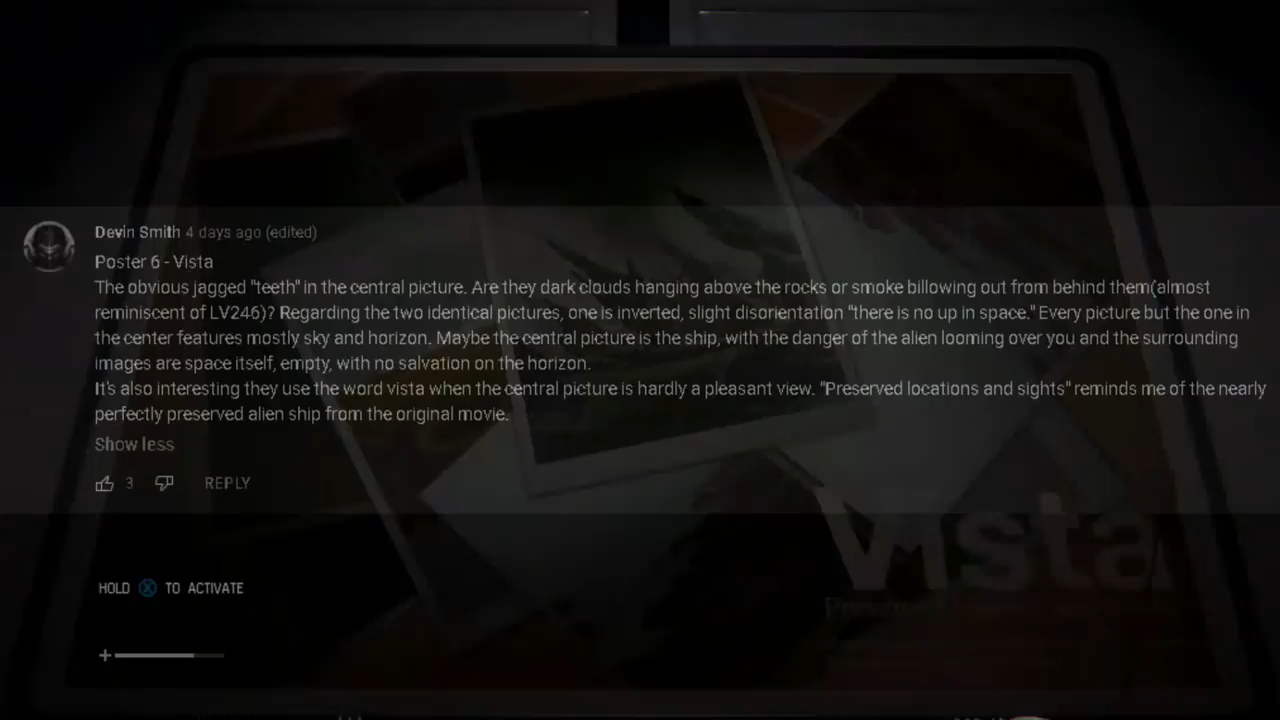 Devin Smith 4 days ago (edited)
Poster 6 - Vista
The obvious jagged "teeth" in the central picture. Are they dark clouds hanging above the rocks or smoke billowing out from behind them(almost
reminiscent of LV246)? Regarding the two identical pictures, one is inverted, slight disorientation "there is no up in space." Every picture but the one in
the center features mostly sky and horizon. Maybe the central picture is the ship, with the danger of the alien looming over you and the surrounding
images are space itself, empty, with no salvation on the horizon.
It's also interesting they use the word vista when the central picture is hardly a pleasant view. "Preserved locations and sights" reminds me of the nearly
perfectly preserved alien ship from the original movie.
Show less
3 REPLY
Vista
HOLD X TO ACTIVATE